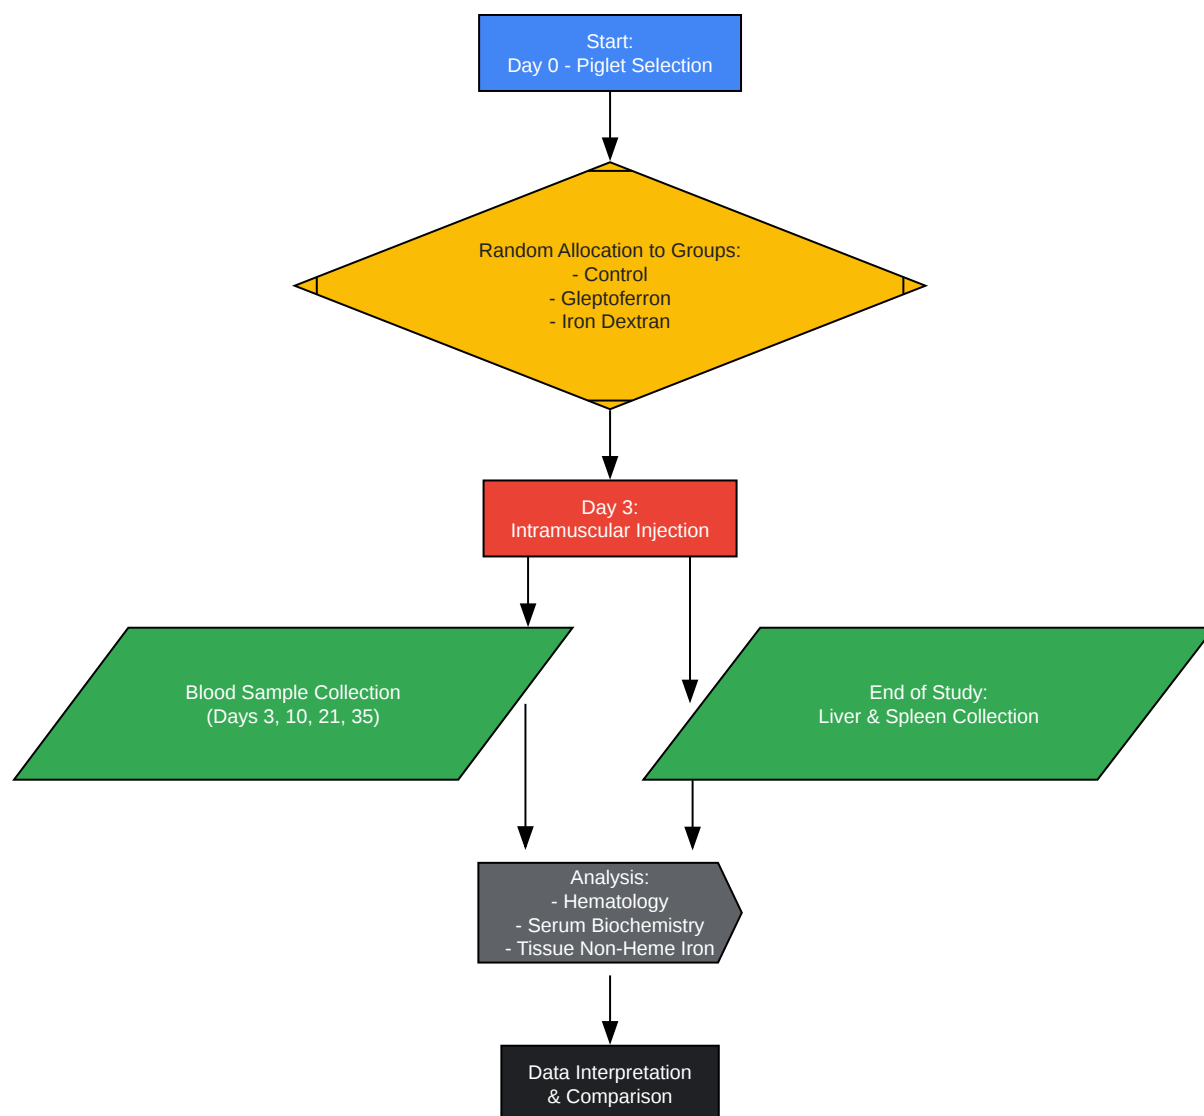 Start:
Day 0 - Piglet Selection
Random Allocation to Groups:
- Control
- Gleptoferron
- Iron Dextran
Day 3:
Intramuscular Injection
Blood Sample Collection
(Days 3, 10, 21, 35)
End of Study:
Liver & Spleen Collection
Analysis:
- Hematology
- Serum Biochemistry
- Tissue Non-Heme Iron
Data Interpretation
& Comparison